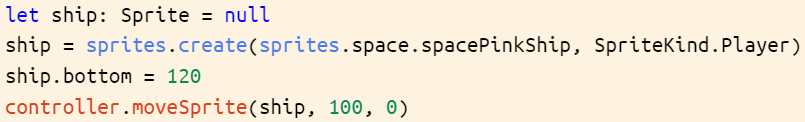 let ship: Sprite = null
ship = sprites.create(sprites.space.spacePinkShip, SpriteKind.Player)
ship.bottom = 120
controller.moveSprite(ship, 100, 0)